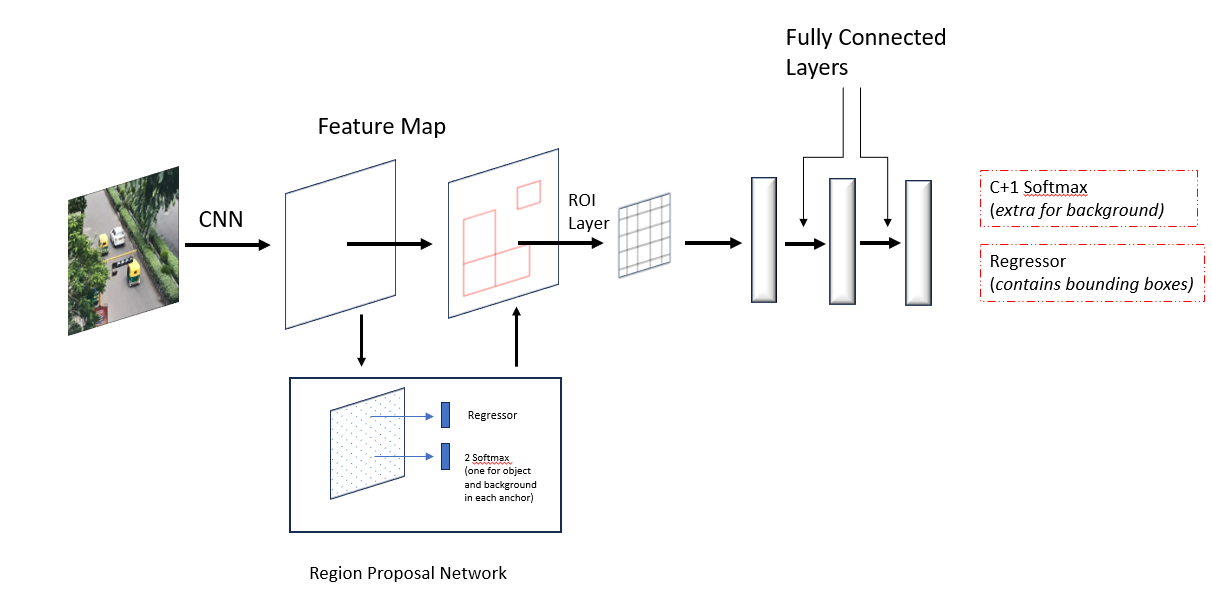 Fully Connected
Layers
Feature Map
CNN
ROI
Layer
C+1 Softmax
(extra for background)
Regressor
(contains bounding boxes)
Regressor
2 Softmax
(one for object
and background
in each anchor)
Region Proposal Network